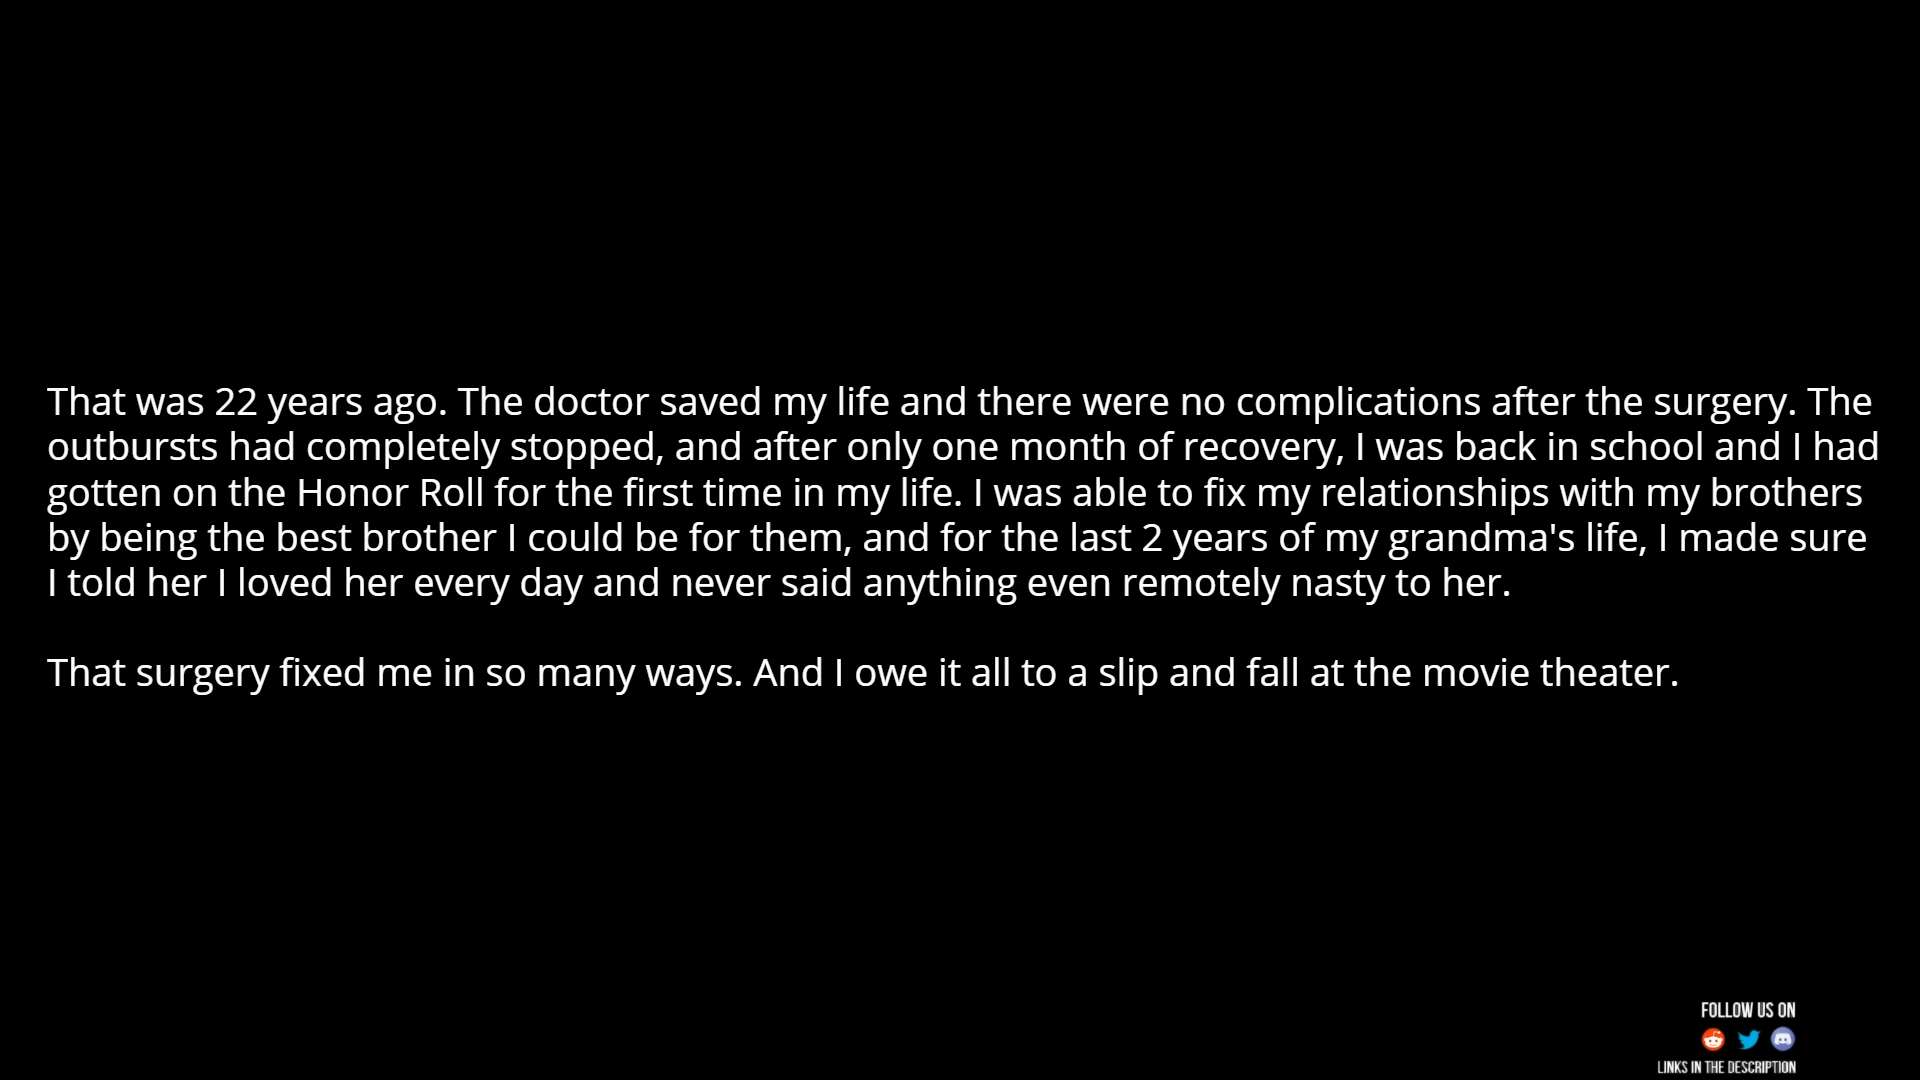 That was 22 years ago. The doctor saved my life and there were no complications after the surgery. The
outbursts had completely stopped, and after only one month of recovery, I was back in school and I had
gotten on the Honor Roll for the first time in my life. I was able to fix my relationships with my brothers
by being the best brother I could be for them, and for the last 2 years of my grandma's life, I made sure
I told her I loved her every day and never said anything even remotely nasty to her.
That surgery fixed me in so many ways. And I owe it all to a slip and fall at the movie theater.
FOLLOW US ON
LINKS IN THE DESCRIPTION